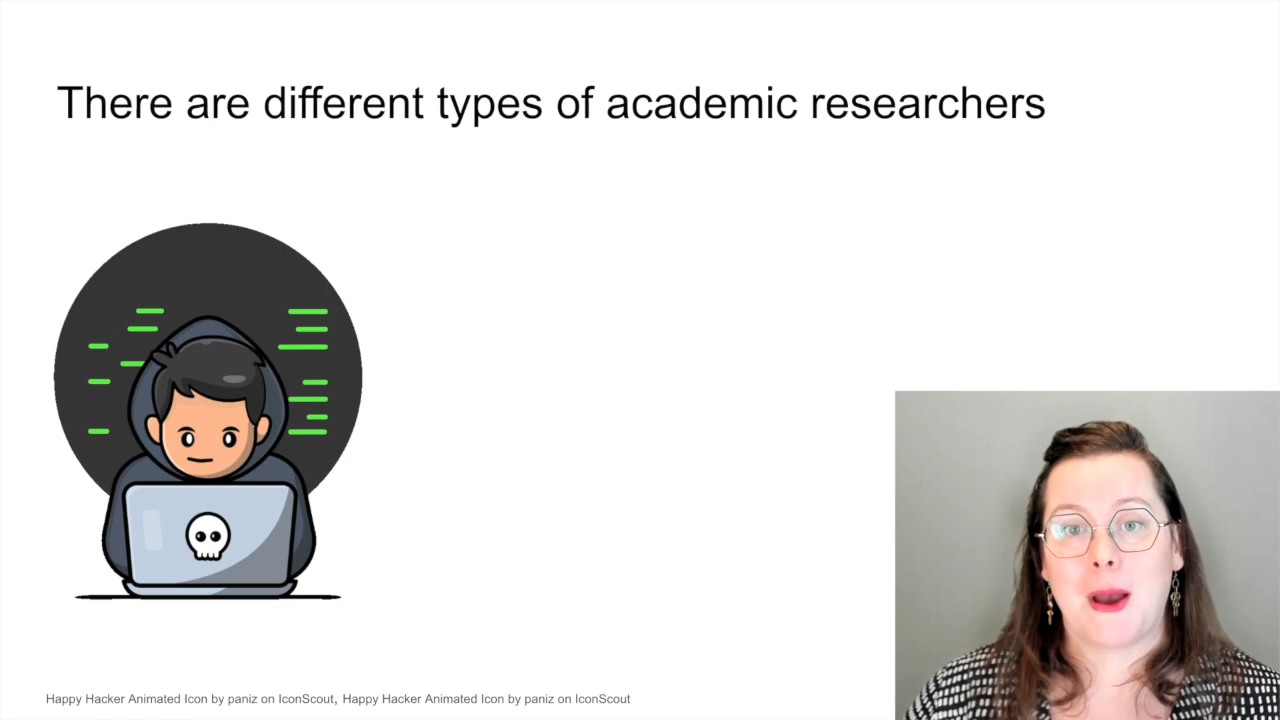 There are different types of academic researchers
Happy Hacker Animated Icon by paniz on IconScout, Happy Hacker Animated Icon by paniz on IconScout